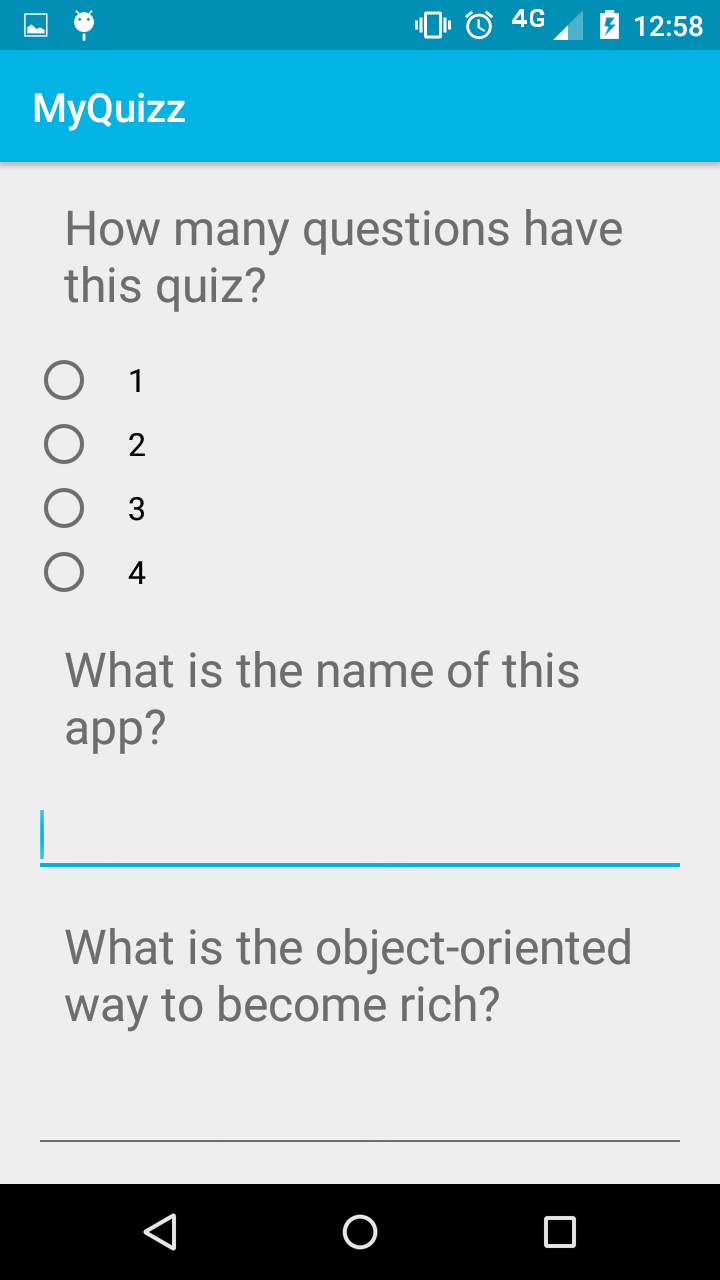 4G 12:58
MyQuizz
How many questions have
this quiz?
1
2
3
4
What is the name of this
app?
What is the object-oriented
way to become rich?